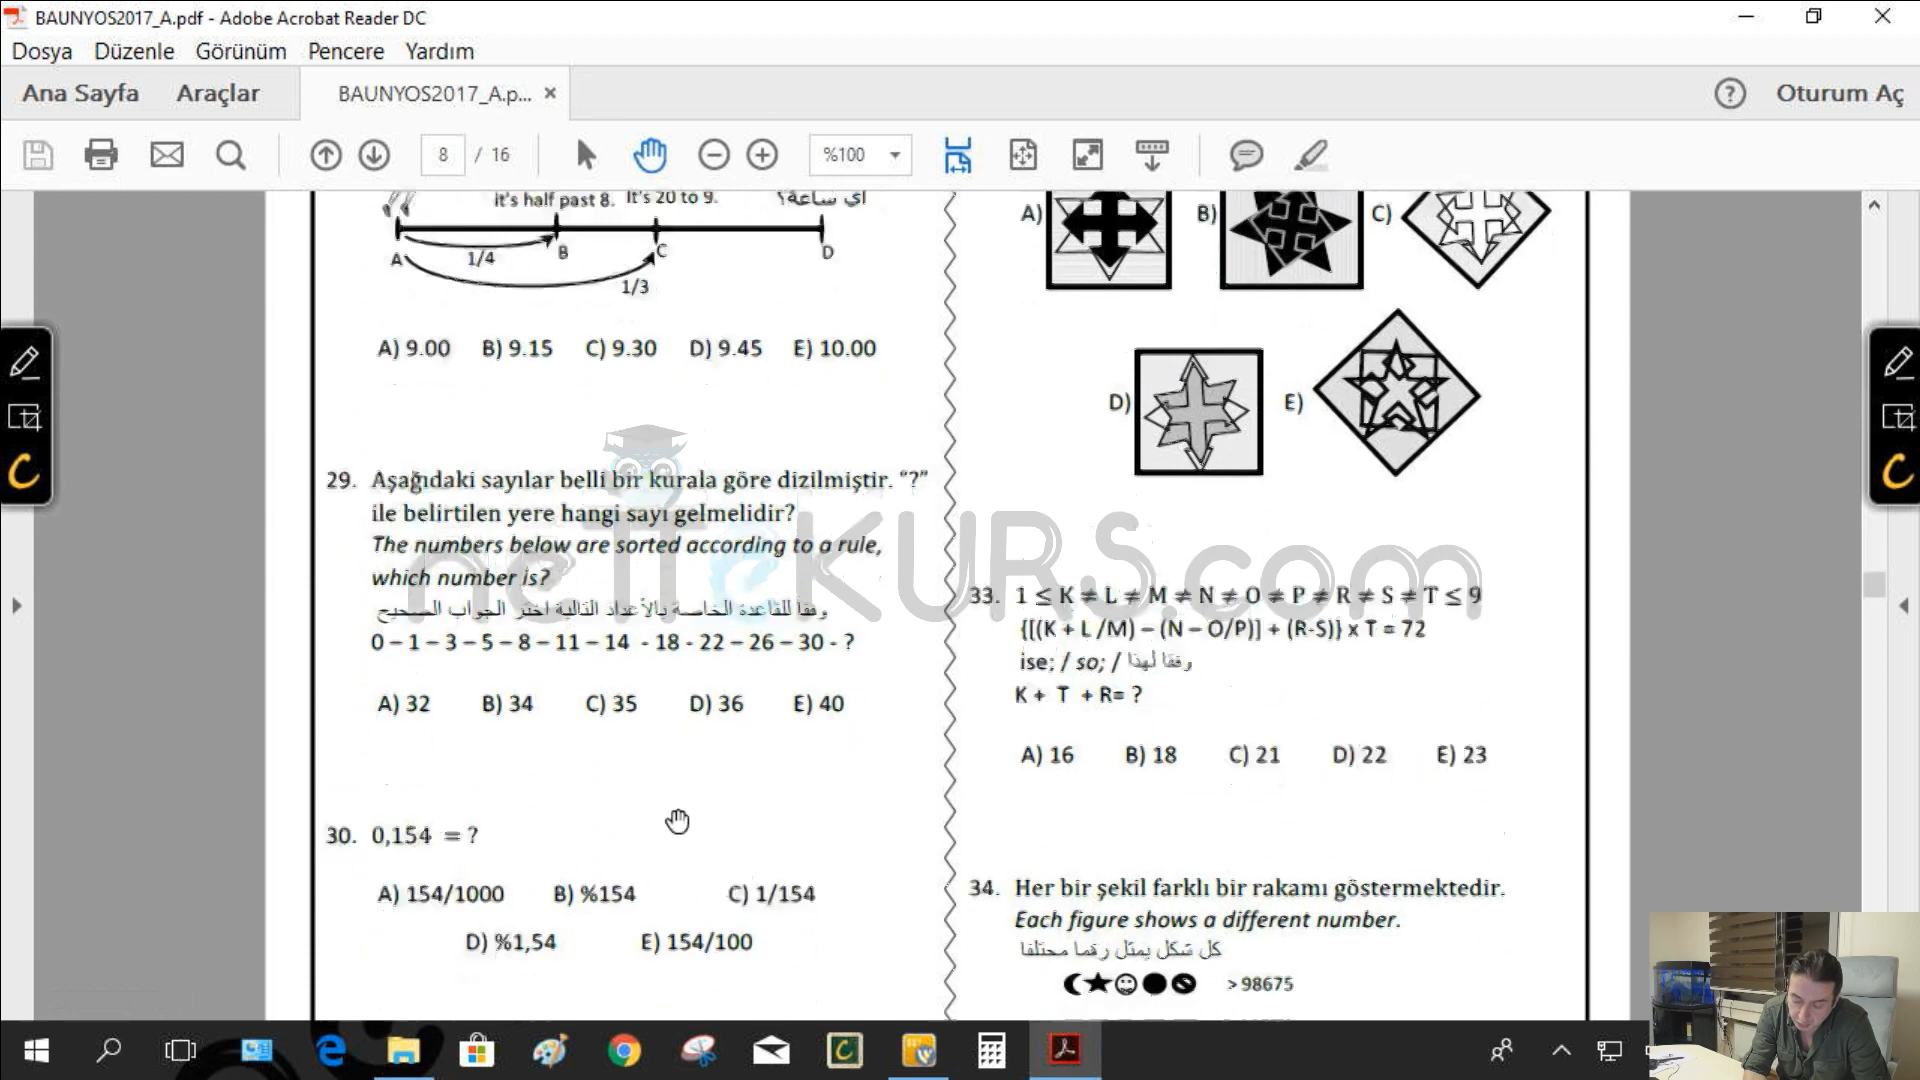 BAUNYOS2017_A.pdf - Adobe Acrobat Reader DC
Dosya Düzenle Görünüm Pencere Yardım
Ana Sayfa Araçlar BAUNYOS2017_A.p... × ? Oturum Aç
8 / 16 %100
It's half past 8. It's 20 to 9. اي ساعة؟
A B C D
1/4
1/3
A) 9.00 B) 9.15 C) 9.30 D) 9.45 E) 10.00
29. Aşağıdaki sayılar belli bir kurala göre dizilmiştir. "?"
ile belirtilen yere hangi sayı gelmelidir?
The numbers below are sorted according to a rule,
which number is?
وفقا للقاعدة الخاصة بالأعداد التالية اختر الجواب الصحيح
0 – 1 – 3 – 5 – 8 – 11 – 14 - 18 - 22 – 26 – 30 - ?
A) 32 B) 34 C) 35 D) 36 E) 40
30. 0,154 = ?
A) 154/1000 B) %154 C) 1/154
D) %1,54 E) 154/100
A) B) C)
D) E)
33. 1 ≤ K ≠ L ≠ M ≠ N ≠ O ≠ P ≠ R ≠ S ≠ T ≤ 9
{[(K + L /M) – (N – O/P)] + (R-S)} x T = 72
ise; / so; / وفقا لهذا
K + T + R= ?
A) 16 B) 18 C) 21 D) 22 E) 23
34. Her bir şekil farklı bir rakamı göstermektedir.
Each figure shows a different number.
كل شكل يمثل رقما مختلفا
> 98675
neTTeKURS.com